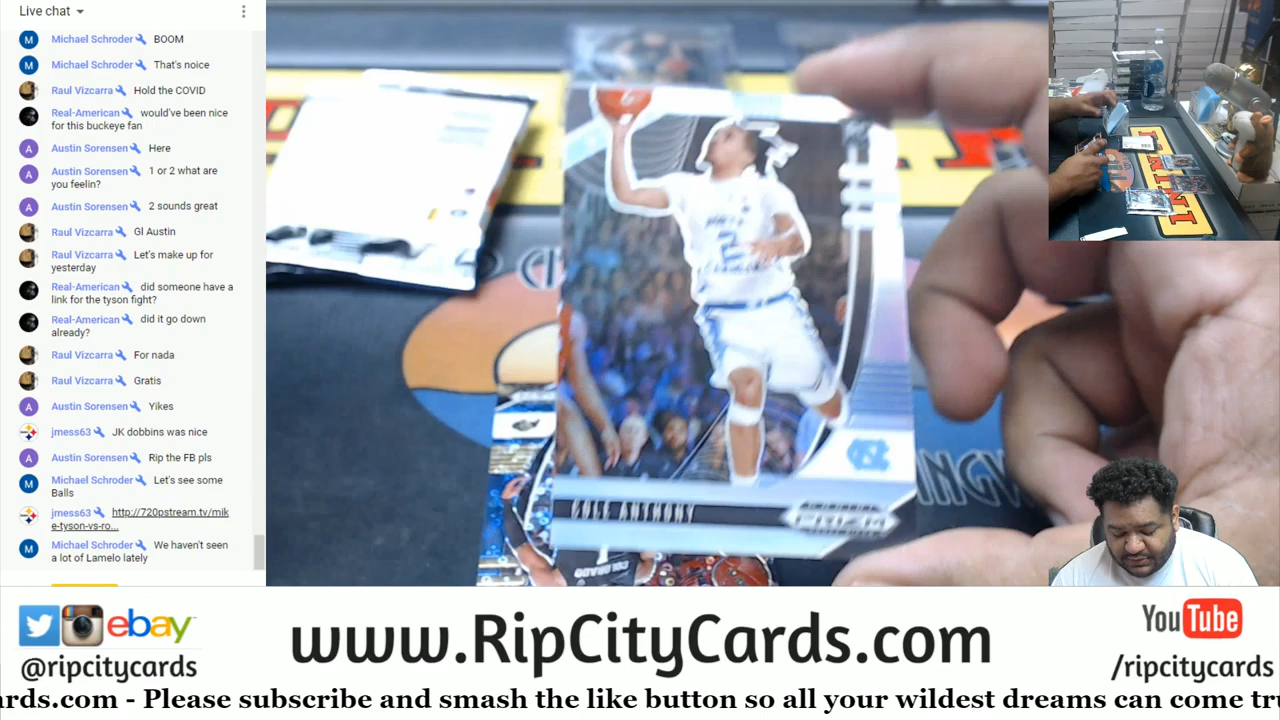 Live chat
Michael Schroder BOOM
Michael Schroder That's noice
Raul Vizcarra Hold the COVID
Real-American would've been nice
for this buckeye fan
Austin Sorensen Here
Austin Sorensen 1 or 2 what are
you feelin?
Austin Sorensen 2 sounds great
Raul Vizcarra Gl Austin
Raul Vizcarra Let's make up for
yesterday
Real-American did someone have a
link for the tyson fight?
Real-American did it go down
already?
Raul Vizcarra For nada
Raul Vizcarra Gratis
Austin Sorensen Yikes
jmess63 JK dobbins was nice
Austin Sorensen Rip the FB pls
Michael Schroder Let's see some
Balls
jmess63 http://720pstream.tv/mik
e-tyson-vs-ro...
Michael Schroder We haven't seen
a lot of Lamelo lately
COLE ANTHONY
PRIZM
COLORADO
PANINI
ebay
@ripcitycards
www.RipCityCards.com
YouTube
/ripcitycards
ards.com - Please subscribe and smash the like button so all your wildest dreams can come tru